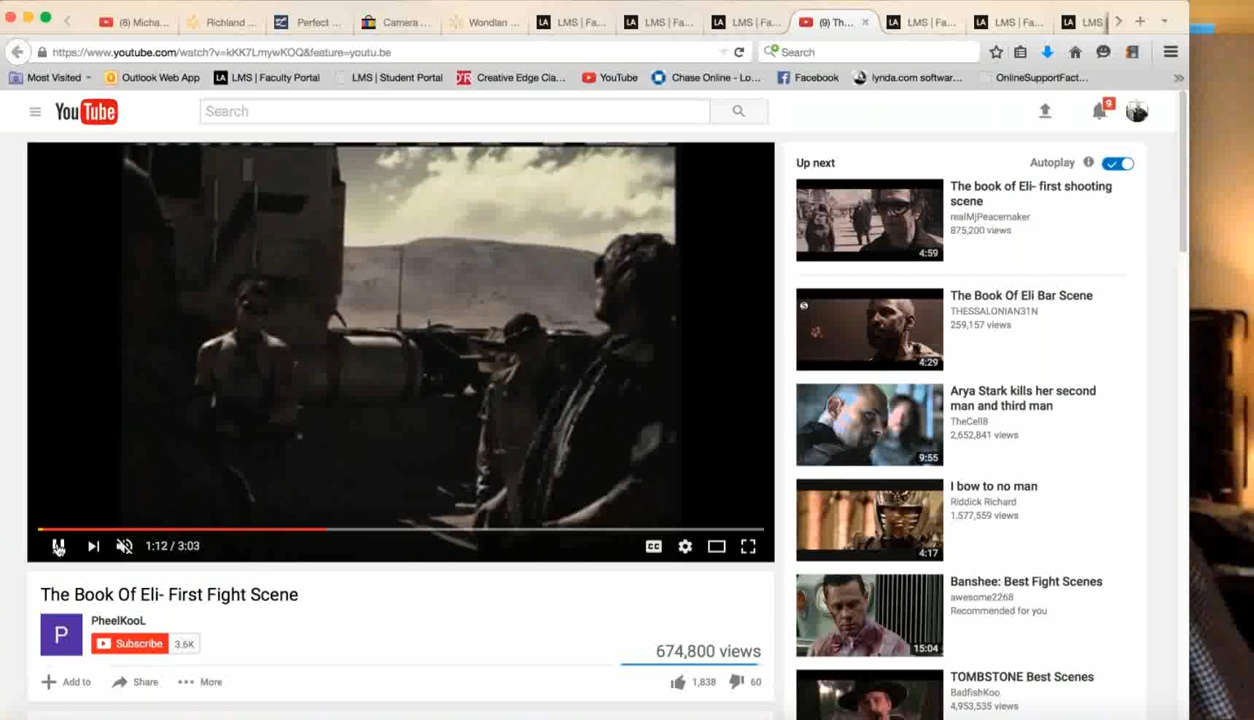 (8) Micha...
Richland ...
Perfect ...
Camera ...
Wondlan ...
LMS | Fa...
LMS | Fa...
LMS | Fa...
(9) Th...
LMS | Fa...
LMS | Fa...
LMS
https://www.youtube.com/watch?v=kKK7LmywKOQ&feature=youtu.be
Search
Most Visited
Outlook Web App
LMS | Faculty Portal
LMS | Student Portal
Creative Edge Cla...
YouTube
Chase Online - Lo...
Facebook
lynda.com softwar...
OnlineSupportFact...
YouTube
Search
9
Up next
Autoplay
The book of Eli- first shooting
scene
realMjPeacemaker
875,200 views
4:59
The Book Of Eli Bar Scene
THESSALONIAN31N
259,157 views
4:29
Arya Stark kills her second
man and third man
TheCell8
2,652,841 views
9:55
I bow to no man
Riddick Richard
1,577,559 views
4:17
Banshee: Best Fight Scenes
awesome2268
Recommended for you
15:04
TOMBSTONE Best Scenes
BadfishKoo
4,953,535 views
1:12 / 3:03
CC
The Book Of Eli- First Fight Scene
P
PheelKooL
Subscribe 3.6K
674,800 views
Add to
Share
More
1,838
60